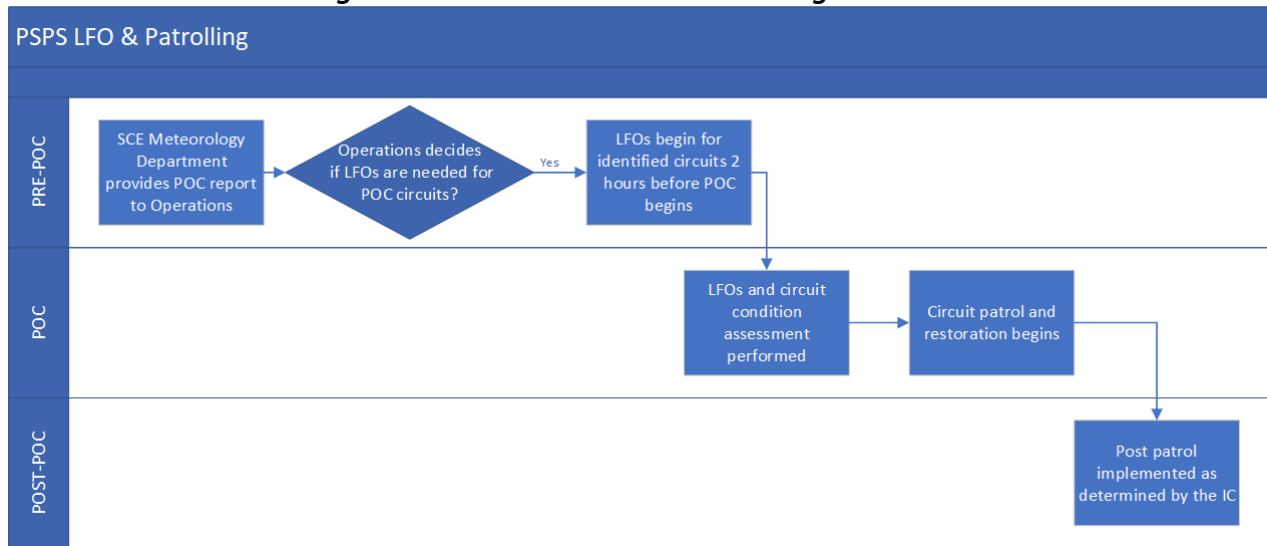 PSPS LFO & Patrolling
PRE-POC
SCE Meteorology
Department
provides POC report
to Operations
Operations decides
if LFOs are needed for
POC circuits?
Yes
LFOs begin for
identified circuits 2
hours before POC
begins
POC
LFOs and circuit
condition
assessment
performed
Circuit patrol and
restoration begins
POST-POC
Post patrol
implemented as
determined by the IC